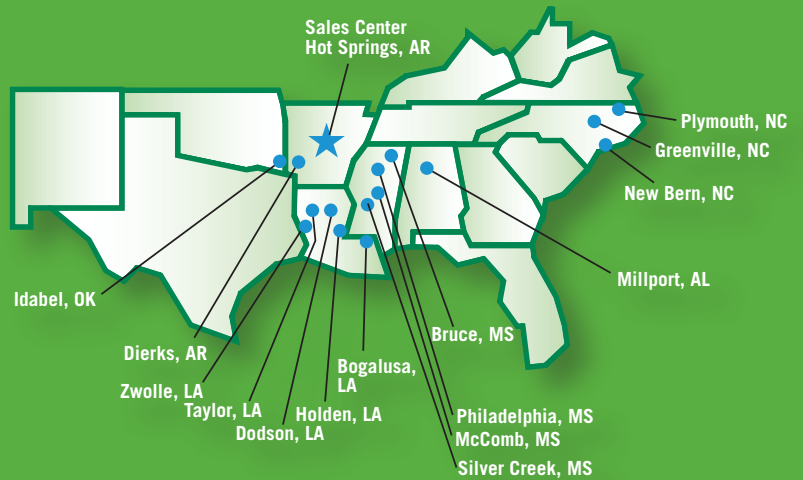 Sales Center
Hot Springs, AR
Plymouth, NC
Greenville, NC
New Bern, NC
Millport, AL
Idabel, OK
Bruce, MS
Dierks, AR
Bogalusa,
LA
Zwolle, LA
Taylor, LA
Holden, LA
Dodson, LA
Philadelphia, MS
McComb, MS
Silver Creek, MS